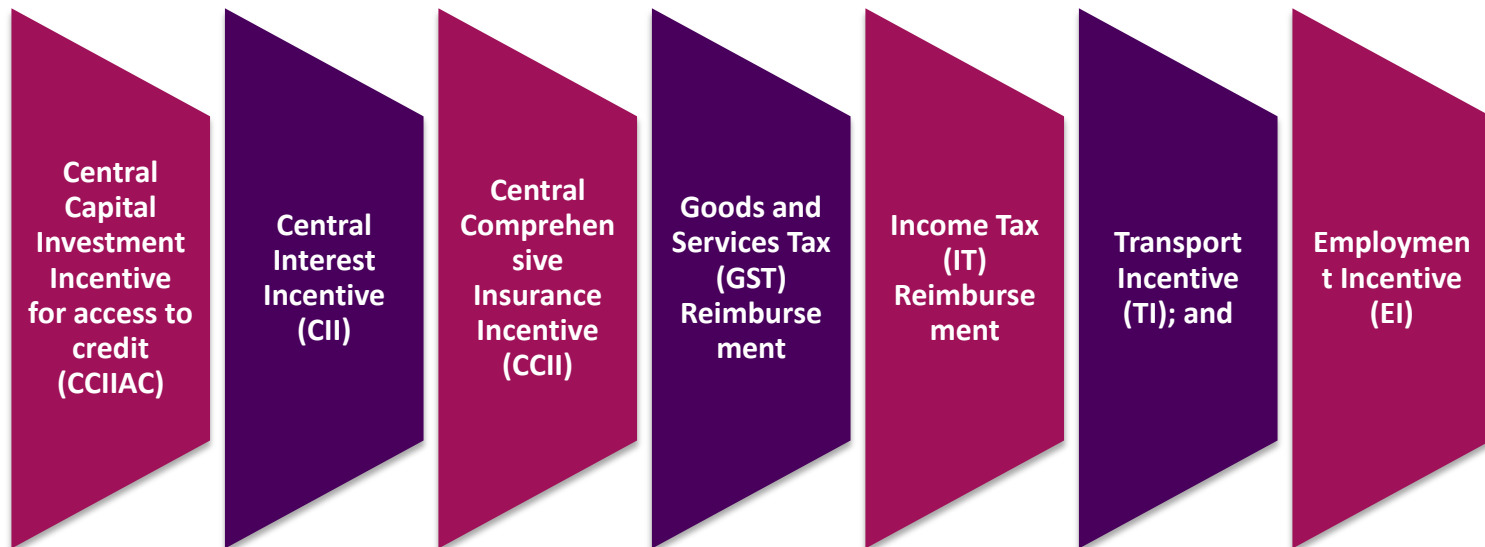 Central
Capital
Investment
Incentive
for access to
credit
(CCIIAC)
Central
Interest
Incentive
(CII)
Central
Comprehen
sive
Insurance
Incentive
(CCII)
Goods and
Services Tax
(GST)
Reimburse
ment
Income Tax
(IT)
Reimburse
ment
Transport
Incentive
(TI); and
Employmen
t Incentive
(EI)